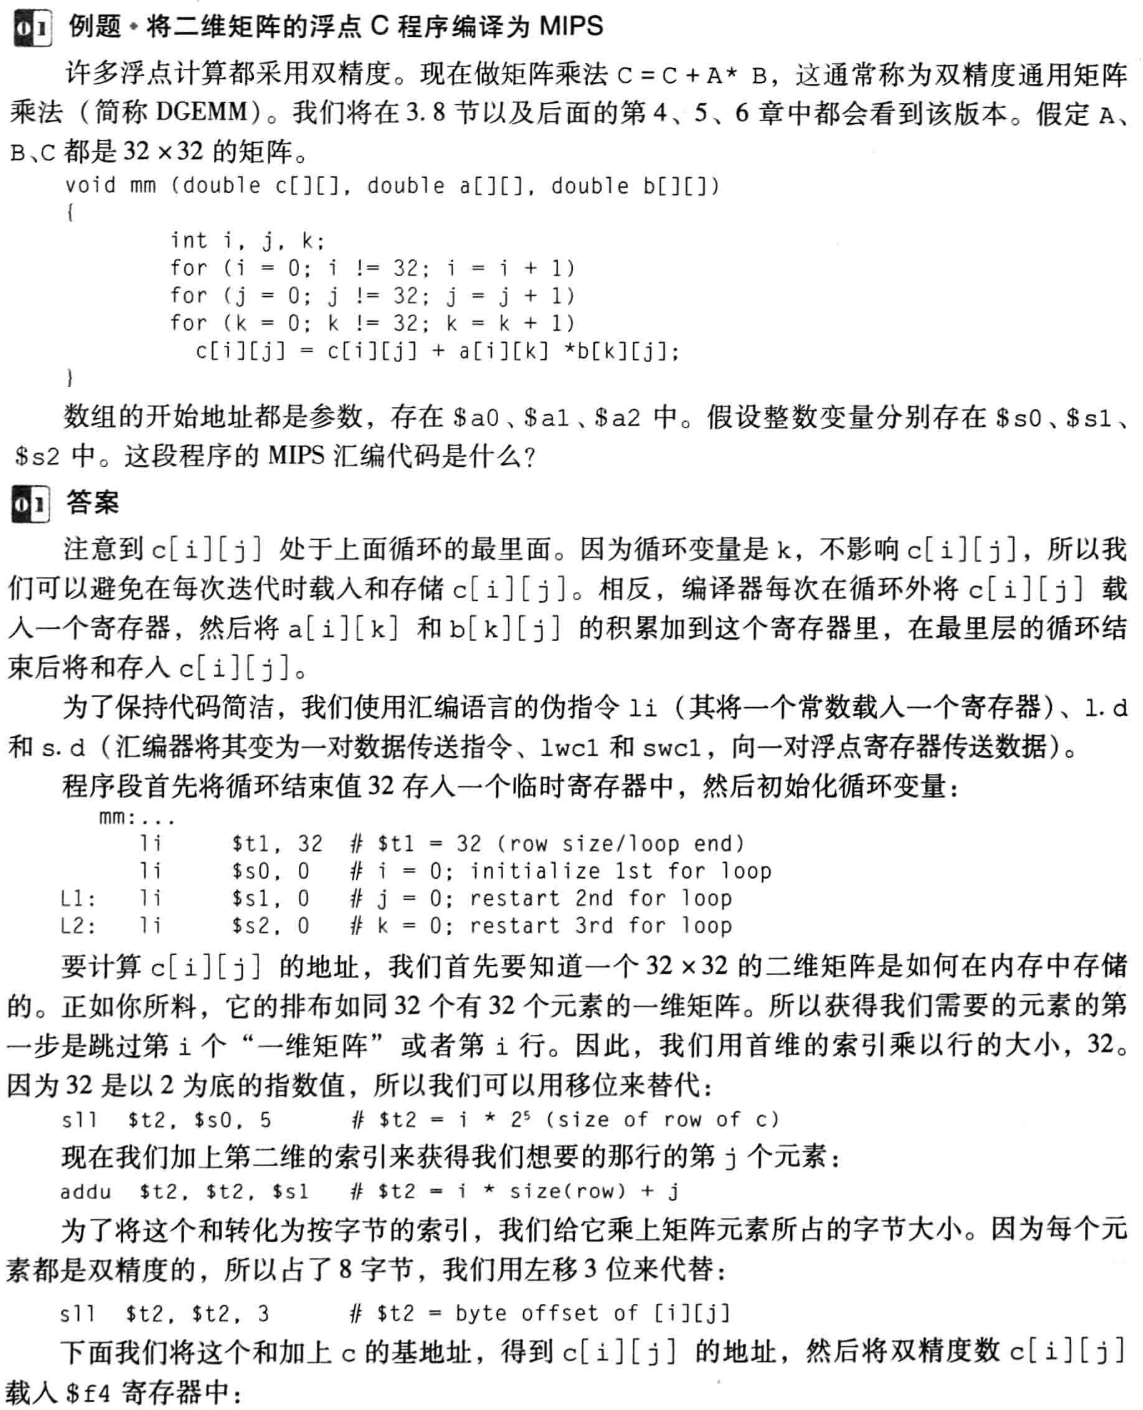 01 例题·将二维矩阵的浮点 C 程序编译为 MIPS
许多浮点计算都采用双精度。现在做矩阵乘法 C = C + A* B，这通常称为双精度通用矩阵
乘法（简称 DGEMM）。我们将在 3.8 节以及后面的第 4、5、6 章中都会看到该版本。假定 A、
B、C 都是 32 × 32 的矩阵。
void mm (double c[][], double a[][], double b[][])
{
int i, j, k;
for (i = 0; i != 32; i = i + 1)
for (j = 0; j != 32; j = j + 1)
for (k = 0; k != 32; k = k + 1)
c[i][j] = c[i][j] + a[i][k] *b[k][j];
}
数组的开始地址都是参数，存在 $a0、$a1、$a2 中。假设整数变量分别存在 $s0、$s1、
$s2 中。这段程序的 MIPS 汇编代码是什么?
01 答案
注意到 c[i][j] 处于上面循环的最里面。因为循环变量是 k，不影响 c[i][j]，所以我
们可以避免在每次迭代时载入和存储 c[i][j]。相反，编译器每次在循环外将 c[i][j] 载
入一个寄存器，然后将 a[i][k] 和 b[k][j] 的积累加到这个寄存器里，在最里层的循环结
束后将和存入 c[i][j]。
为了保持代码简洁，我们使用汇编语言的伪指令 li（其将一个常数载入一个寄存器）、l.d
和 s.d（汇编器将其变为一对数据传送指令、lwc1 和 swc1，向一对浮点寄存器传送数据）。
程序段首先将循环结束值 32 存入一个临时寄存器中，然后初始化循环变量：
mm:...
li $t1, 32 # $t1 = 32 (row size/loop end)
li $s0, 0 # i = 0; initialize 1st for loop
L1: li $s1, 0 # j = 0; restart 2nd for loop
L2: li $s2, 0 # k = 0; restart 3rd for loop
要计算 c[i][j] 的地址，我们首先要知道一个 32 × 32 的二维矩阵是如何在内存中存储
的。正如你所料，它的排布如同 32 个有 32 个元素的一维矩阵。所以获得我们需要的元素的第
一步是跳过第 i 个“一维矩阵”或者第 i 行。因此，我们用首维的索引乘以行的大小，32。
因为 32 是以 2 为底的指数值，所以我们可以用移位来替代：
sll $t2, $s0, 5 # $t2 = i * 2⁵ (size of row of c)
现在我们加上第二维的索引来获得我们想要的那行的第 j 个元素：
addu $t2, $t2, $s1 # $t2 = i * size(row) + j
为了将这个和转化为按字节的索引，我们给它乘上矩阵元素所占的字节大小。因为每个元
素都是双精度的，所以占了 8 字节，我们用左移 3 位来代替：
sll $t2, $t2, 3 # $t2 = byte offset of [i][j]
下面我们将这个和加上 c 的基地址，得到 c[i][j] 的地址，然后将双精度数 c[i][j]
载入 $f4 寄存器中：